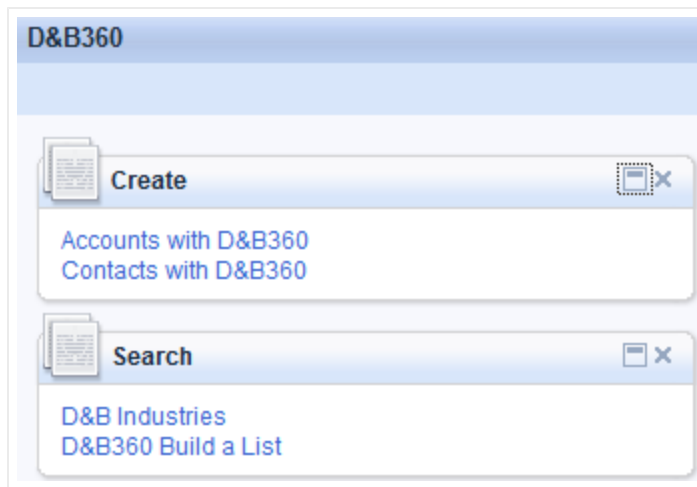 D&B360
Create
Accounts with D&B360
Contacts with D&B360
Search
D&B Industries
D&B360 Build a List